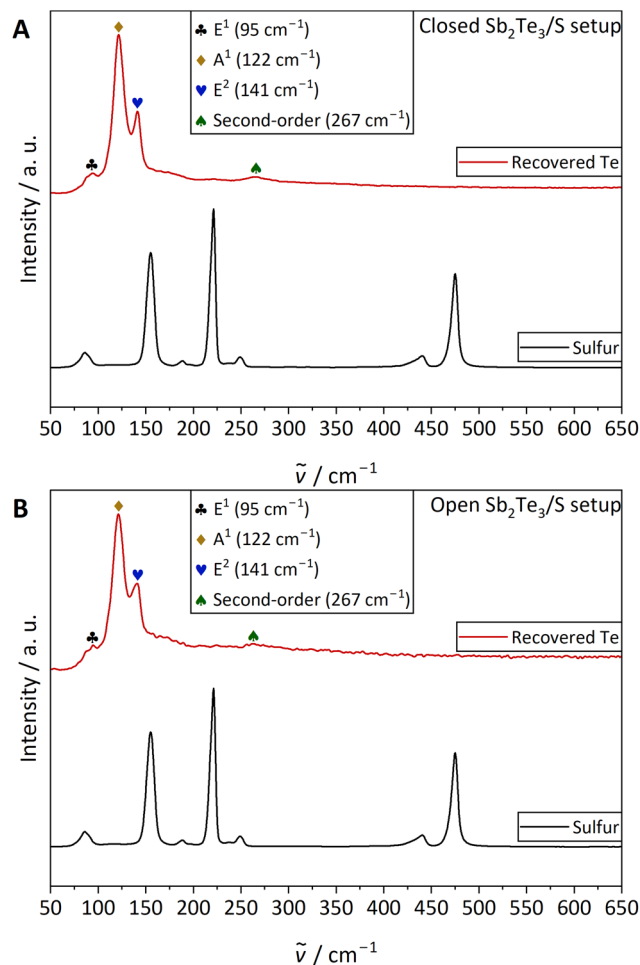 A
Closed Sb₂Te₃/S setup
♣ E¹ (95 cm⁻¹)
♦ A¹ (122 cm⁻¹)
♥ E² (141 cm⁻¹)
♠ Second-order (267 cm⁻¹)
Recovered Te
Sulfur
Intensity / a. u.
50 100 150 200 250 300 350 400 450 500 550 600 650
ṽ / cm⁻¹
B
Open Sb₂Te₃/S setup
♣ E¹ (95 cm⁻¹)
♦ A¹ (122 cm⁻¹)
♥ E² (141 cm⁻¹)
♠ Second-order (267 cm⁻¹)
Recovered Te
Sulfur
Intensity / a. u.
50 100 150 200 250 300 350 400 450 500 550 600 650
ṽ / cm⁻¹